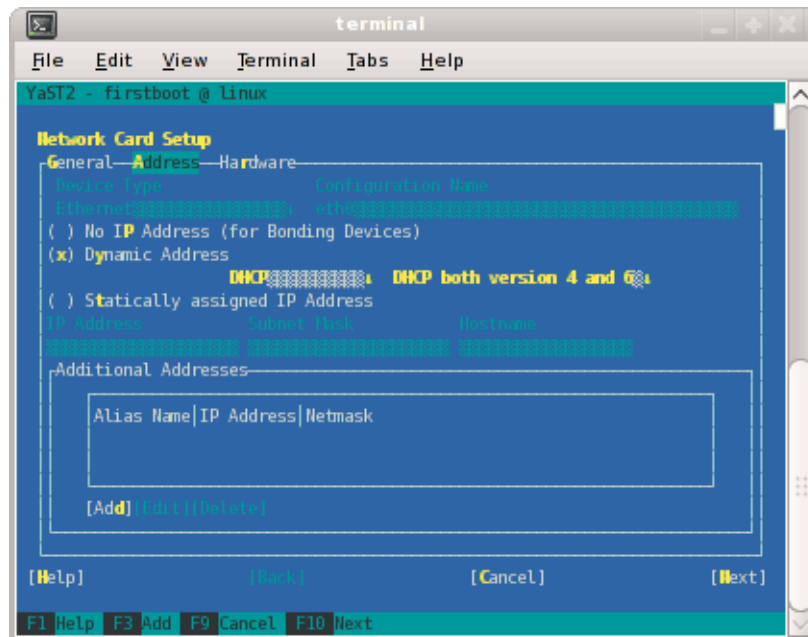 terminal
File Edit View Terminal Tabs Help
YaST2 - firstboot @ linux
Network Card Setup
General Address Hardware
Device Type Configuration Name
Ethernet eth0
( ) No IP Address (for Bonding Devices)
(x) Dynamic Address
DHCP DHCP both version 4 and 6
( ) Statically assigned IP Address
IP Address Subnet Mask Hostname
Additional Addresses
Alias Name|IP Address|Netmask
[Add][Edit][Delete]
[Help] [Back] [Cancel] [Next]
F1 Help F3 Add F9 Cancel F10 Next